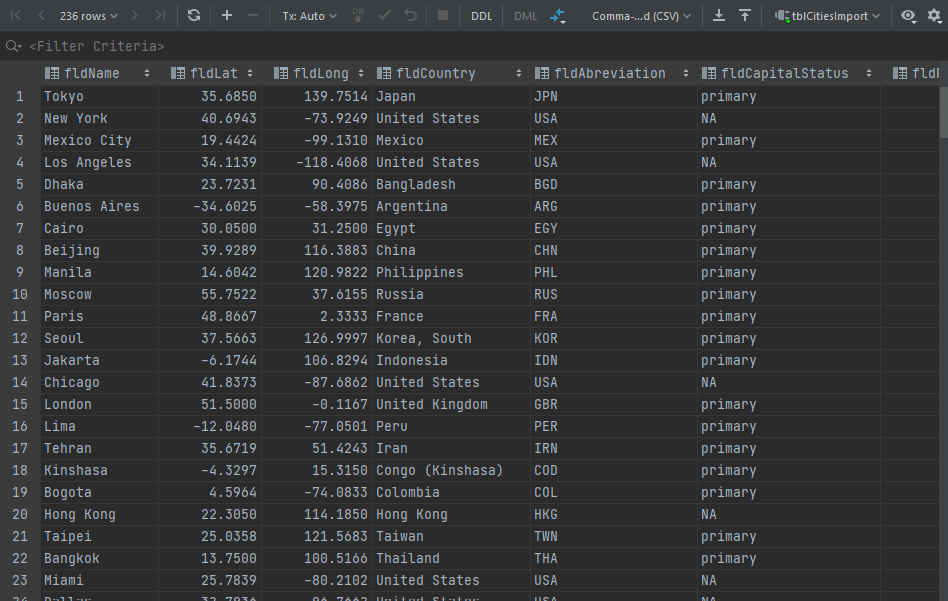 236 rows Tx: Auto DB DDL DML Comma-...d (CSV) tblCitiesImport
<Filter Criteria>
fldName fldLat fldLong fldCountry fldAbreviation fldCapitalStatus
1 Tokyo 35.6850 139.7514 Japan JPN primary
2 New York 40.6943 -73.9249 United States USA NA
3 Mexico City 19.4424 -99.1310 Mexico MEX primary
4 Los Angeles 34.1139 -118.4068 United States USA NA
5 Dhaka 23.7231 90.4086 Bangladesh BGD primary
6 Buenos Aires -34.6025 -58.3975 Argentina ARG primary
7 Cairo 30.0500 31.2500 Egypt EGY primary
8 Beijing 39.9289 116.3883 China CHN primary
9 Manila 14.6042 120.9822 Philippines PHL primary
10 Moscow 55.7522 37.6155 Russia RUS primary
11 Paris 48.8667 2.3333 France FRA primary
12 Seoul 37.5663 126.9997 Korea, South KOR primary
13 Jakarta -6.1744 106.8294 Indonesia IDN primary
14 Chicago 41.8373 -87.6862 United States USA NA
15 London 51.5000 -0.1167 United Kingdom GBR primary
16 Lima -12.0480 -77.0501 Peru PER primary
17 Tehran 35.6719 51.4243 Iran IRN primary
18 Kinshasa -4.3297 15.3150 Congo (Kinshasa) COD primary
19 Bogota 4.5964 -74.0833 Colombia COL primary
20 Hong Kong 22.3050 114.1850 Hong Kong HKG NA
21 Taipei 25.0358 121.5683 Taiwan TWN primary
22 Bangkok 13.7500 100.5166 Thailand THA primary
23 Miami 25.7839 -80.2102 United States USA NA